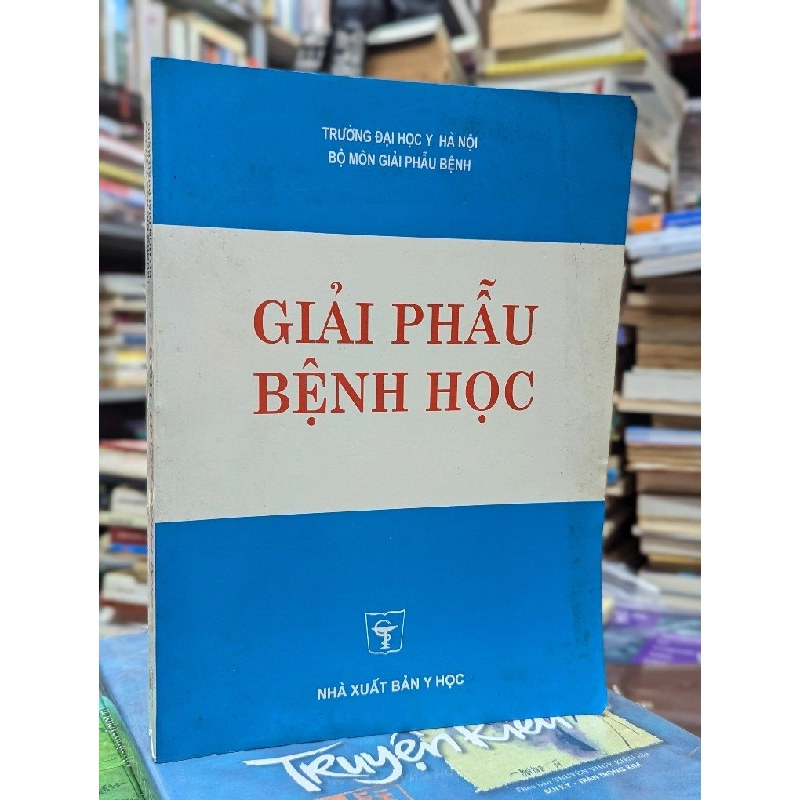 TRƯỜNG ĐẠI HỌC Y HÀ NỘI
BỘ MÔN GIẢI PHẪU BỆNH
GIẢI PHẪU
BỆNH HỌC
NHÀ XUẤT BẢN Y HỌC
Truyện Kiều